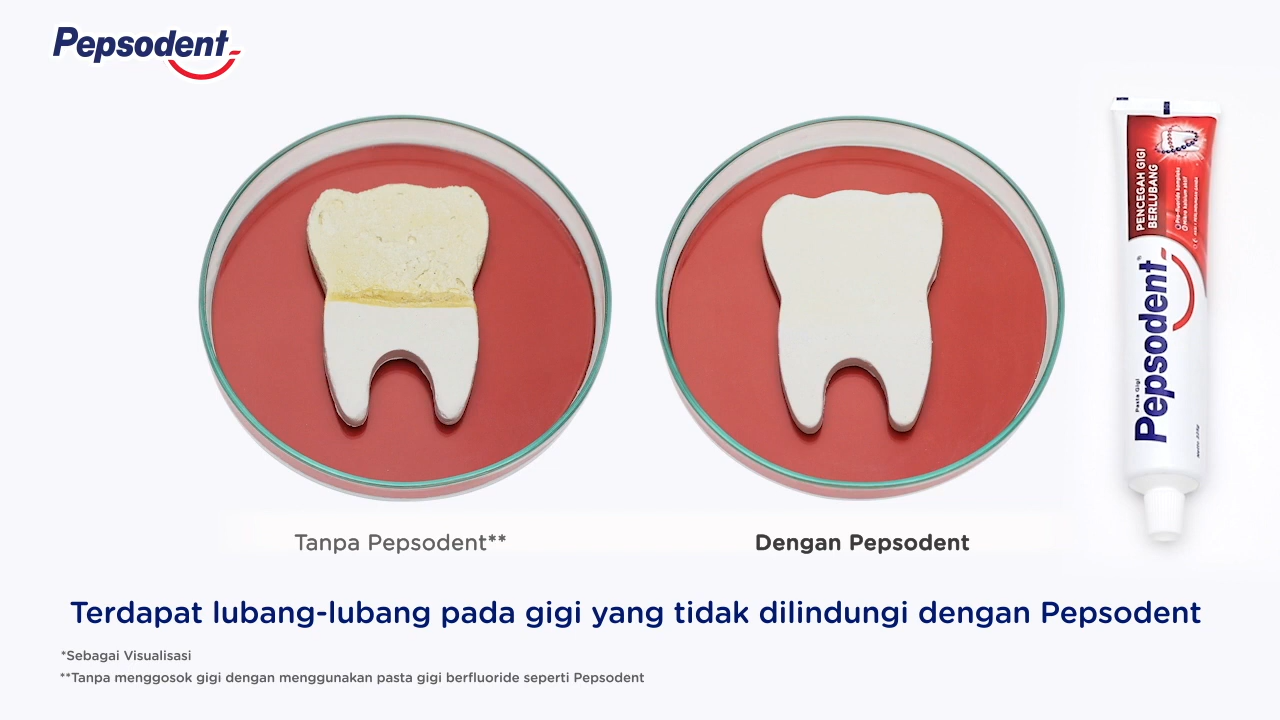 Pepsodent
PENCEGAH GIGI
BERLUBANG
Pasta Gigi
Pepsodent
Tanpa Pepsodent**
Dengan Pepsodent
Terdapat lubang-lubang pada gigi yang tidak dilindungi dengan Pepsodent
*Sebagai Visualisasi
**Tanpa menggosok gigi dengan menggunakan pasta gigi berfluoride seperti Pepsodent